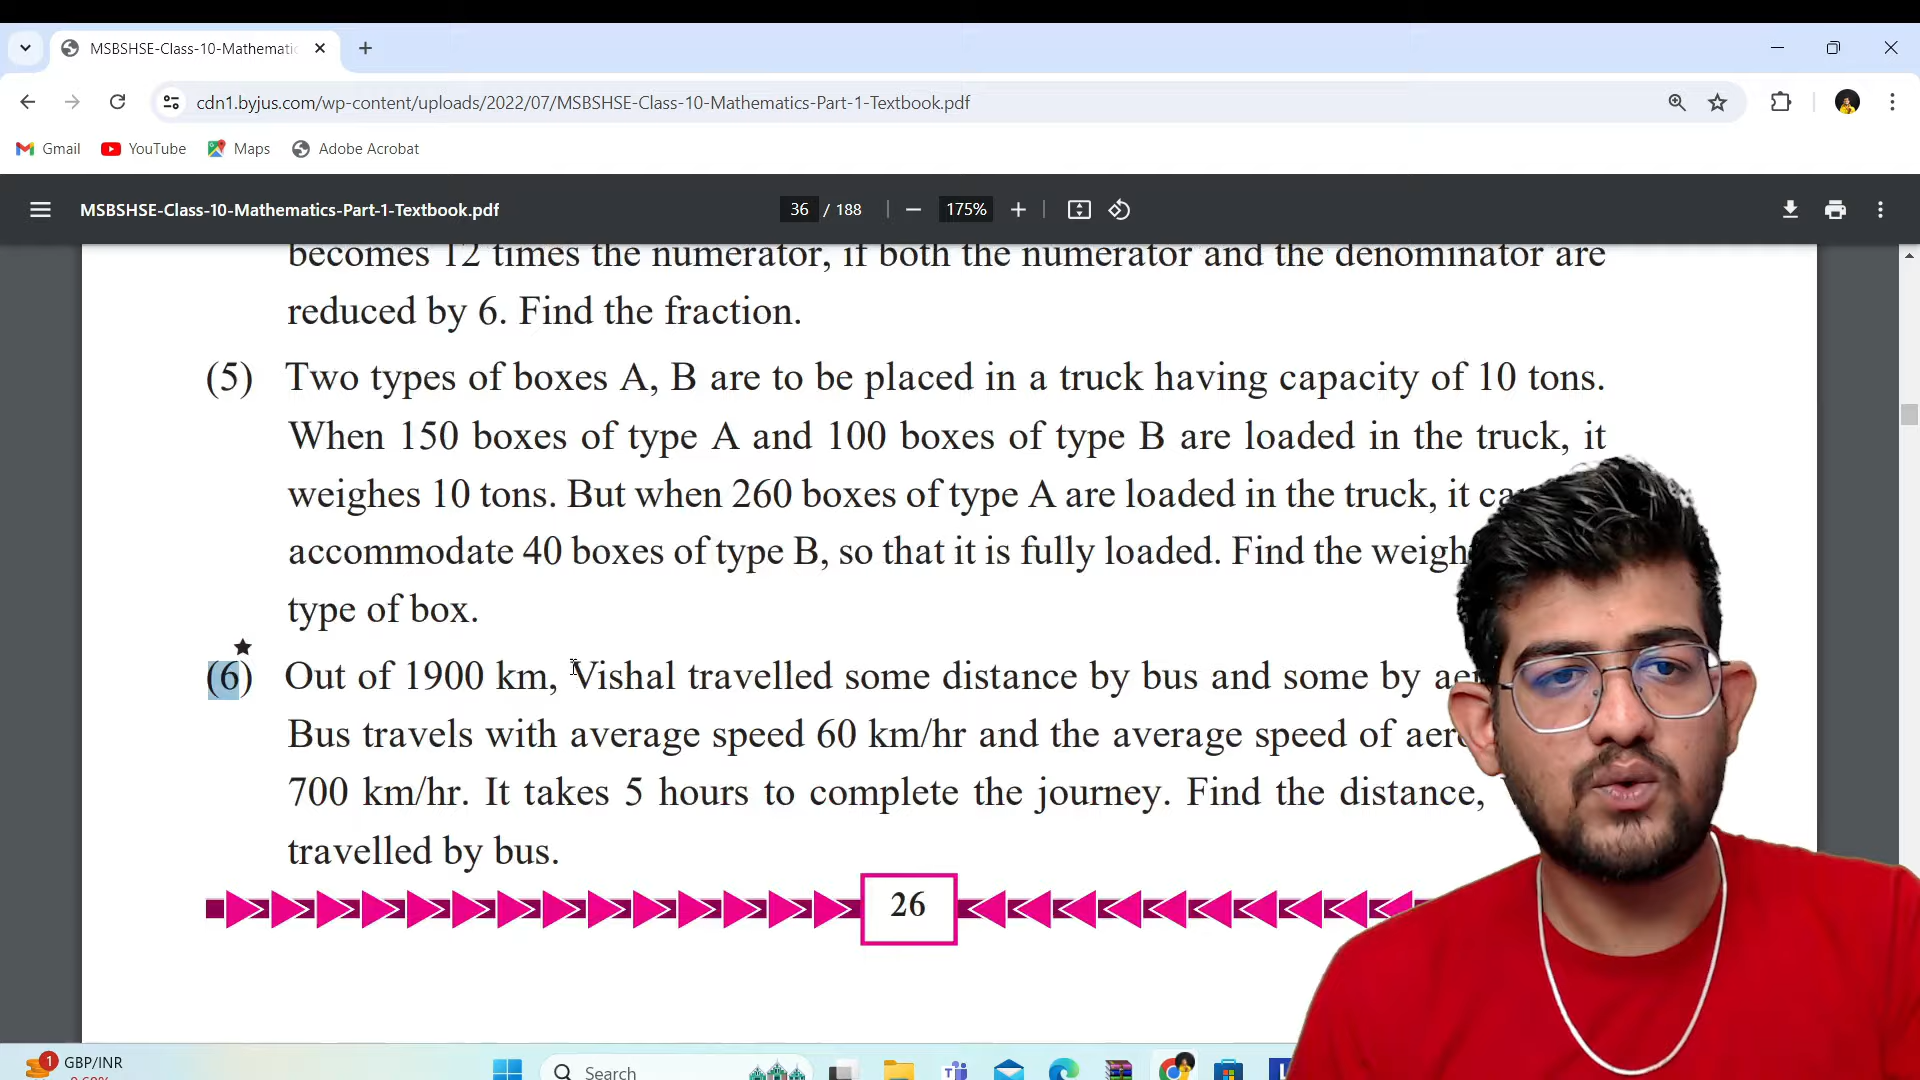 MSBSHSE-Class-10-Mathematic
cdn1.byjus.com/wp-content/uploads/2022/07/MSBSHSE-Class-10-Mathematics-Part-1-Textbook.pdf
Gmail YouTube Maps Adobe Acrobat
MSBSHSE-Class-10-Mathematics-Part-1-Textbook.pdf 36 / 188 175%
becomes 12 times the numerator, if both the numerator and the denominator are
reduced by 6. Find the fraction.
(5) Two types of boxes A, B are to be placed in a truck having capacity of 10 tons.
When 150 boxes of type A and 100 boxes of type B are loaded in the truck, it
weighes 10 tons. But when 260 boxes of type A are loaded in the truck, it
accommodate 40 boxes of type B, so that it is fully loaded. Find the
type of box.
★
(6) Out of 1900 km, Vishal travelled some distance by bus and some by
Bus travels with average speed 60 km/hr and the average speed of
700 km/hr. It takes 5 hours to complete the journey. Find the distance,
travelled by bus.
26
1 GBP/INR
Search